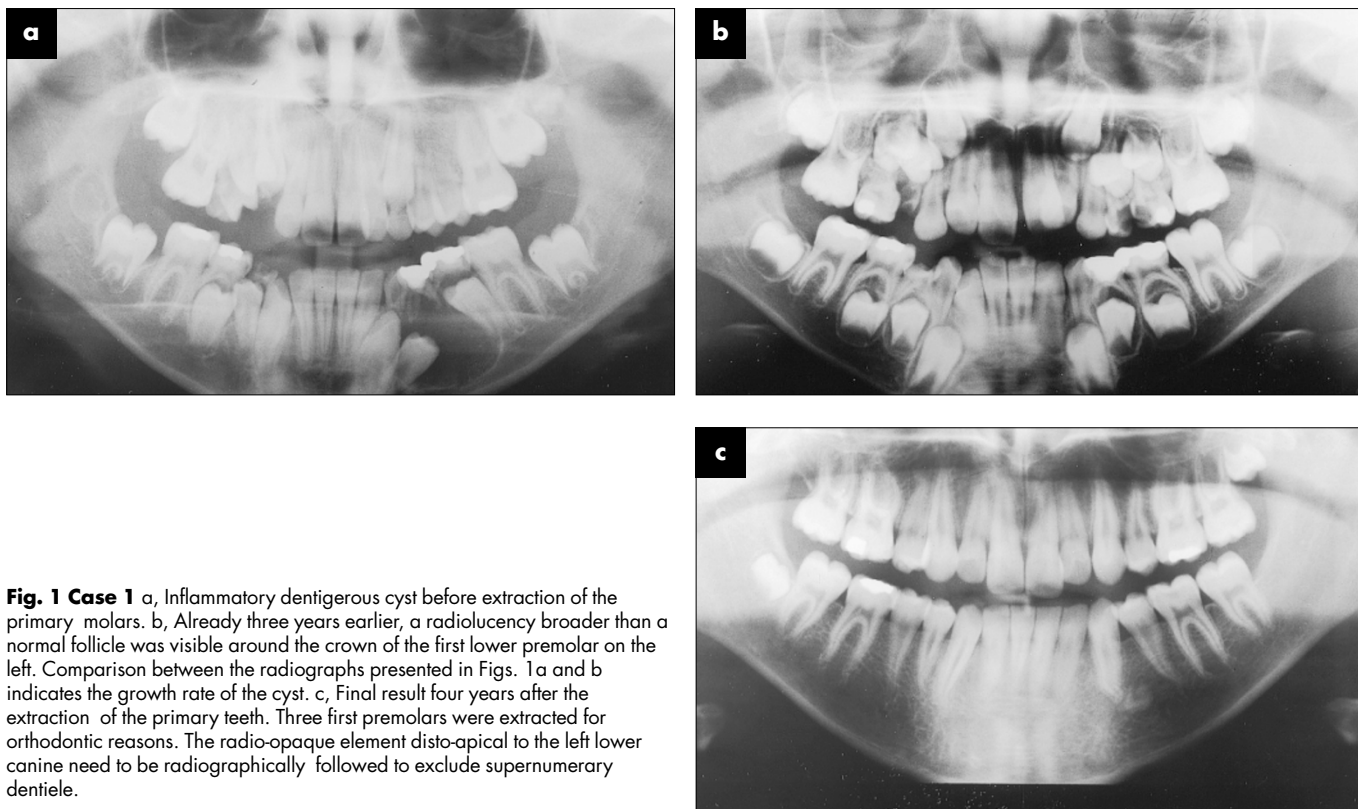 a
b
c
Fig. 1 Case 1 a, Inflammatory dentigerous cyst before extraction of the
primary molars. b, Already three years earlier, a radiolucency broader than a
normal follicle was visible around the crown of the first lower premolar on the
left. Comparison between the radiographs presented in Figs. 1a and b
indicates the growth rate of the cyst. c, Final result four years after the
extraction of the primary teeth. Three first premolars were extracted for
orthodontic reasons. The radio-opaque element disto-apical to the left lower
canine need to be radiographically followed to exclude supernumerary
dentiele.